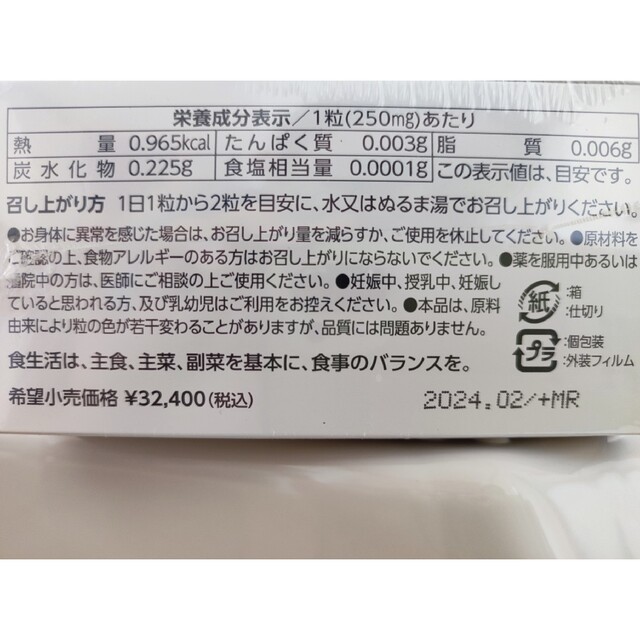 栄養成分表示／1粒(250mg)あたり
熱量 0.965kcal たんぱく質 0.003g 脂質 0.006g
炭水化物 0.225g 食塩相当量 0.0001g この表示値は、目安です。
召し上がり方 1日1粒から2粒を目安に、水又はぬるま湯でお召し上がりください。
●お身体に異常を感じた場合は、お召し上がり量を減らすか、ご使用を休止してください。●原材料を
ご確認の上、食物アレルギーのある方はお召し上がりにならないでください。●薬を服用中あるいは
通院中の方は、医師にご相談の上ご使用ください。●妊娠中、授乳中、妊娠し
ていると思われる方、及び乳幼児はご利用をお控えください。●本品は、原料
由来により粒の色が若干変わることがありますが、品質には問題ありません。
紙 :箱
:仕切り
プラ :個包装
:外装フィルム
食生活は、主食、主菜、副菜を基本に、食事のバランスを。
希望小売価格 ¥32,400(税込)
2024.02/+MR